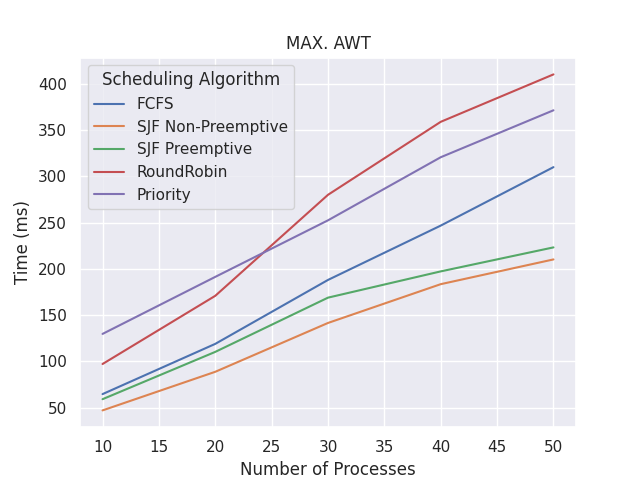 MAX. AWT
Scheduling Algorithm
FCFS
SJF Non-Preemptive
SJF Preemptive
RoundRobin
Priority
Time (ms)
400
350
300
250
200
150
100
50
10 15 20 25 30 35 40 45 50
Number of Processes